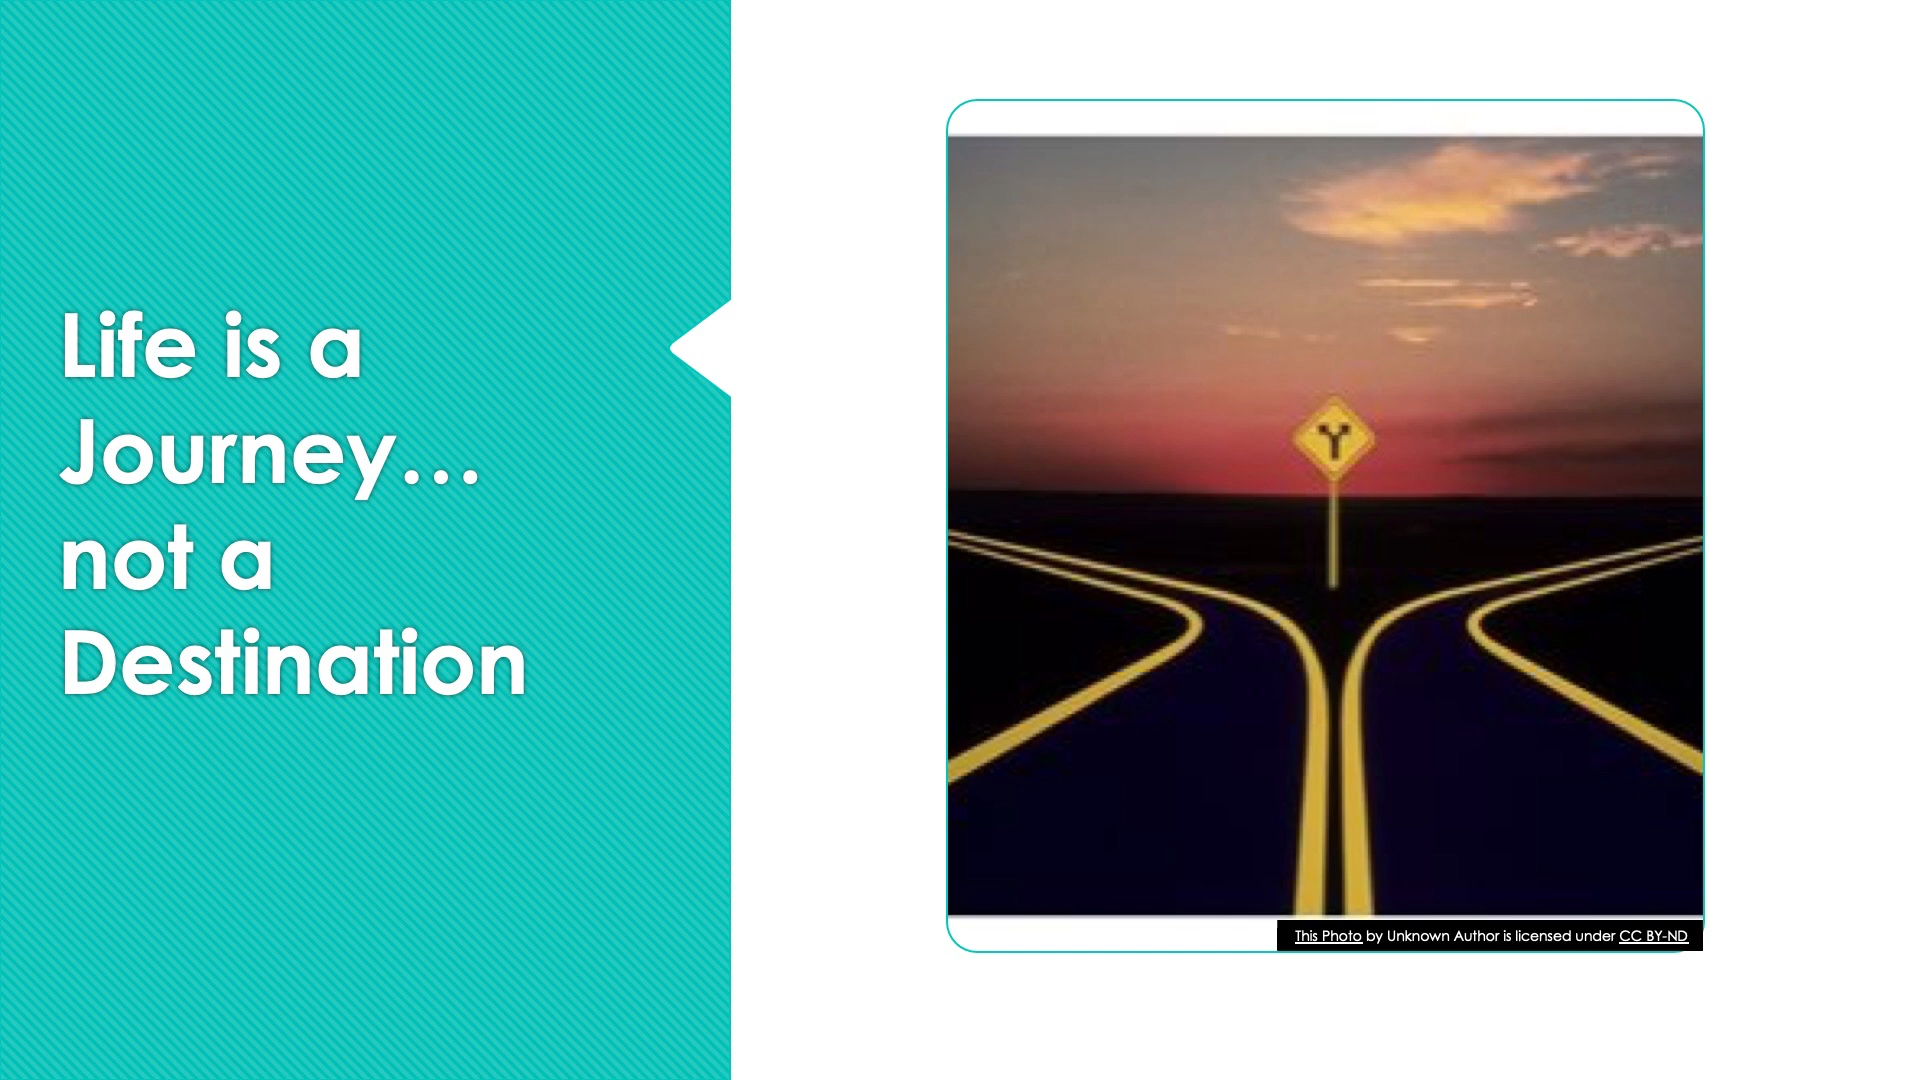 Life is a
Journey…
not a
Destination
This Photo by Unknown Author is licensed under CC BY-ND